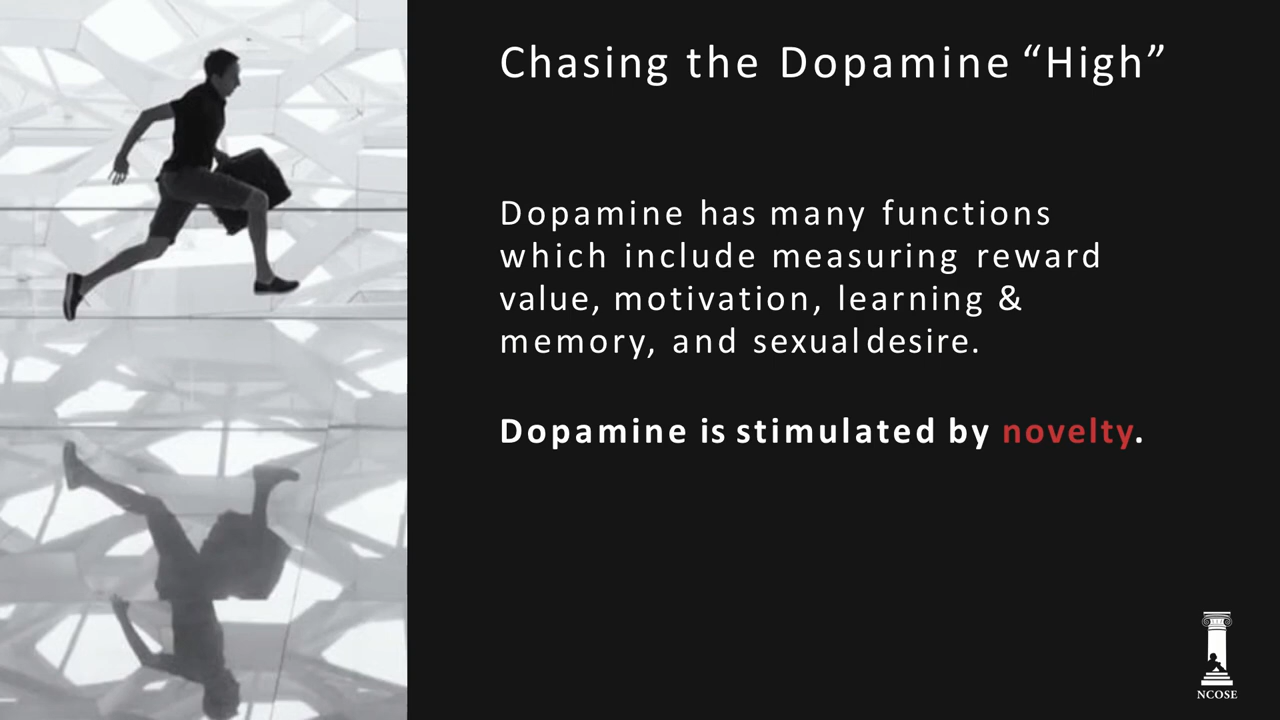 Chasing the Dopamine “High”
Dopamine has many functions
which include measuring reward
value, motivation, learning &
memory, and sexual desire.
Dopamine is stimulated by novelty.
NCOSE